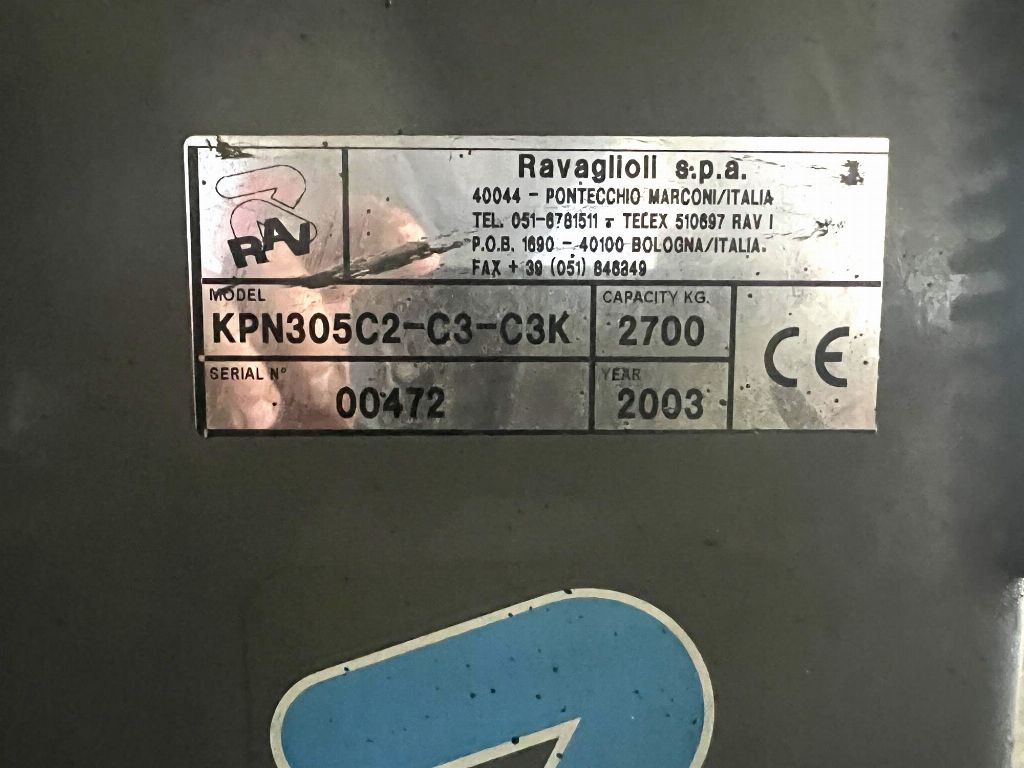 RAV
Ravaglioli s.p.a.
40044 - PONTECCHIO MARCONI/ITALIA
TEL. 051-6781511 - TELEX 510697 RAV I
P.O.B. 1690 - 40100 BOLOGNA/ITALIA.
FAX + 39 (051) 846349
MODEL
KPN305C2-C3-C3K
CAPACITY KG.
2700
SERIAL N°
00472
YEAR
2003
CE